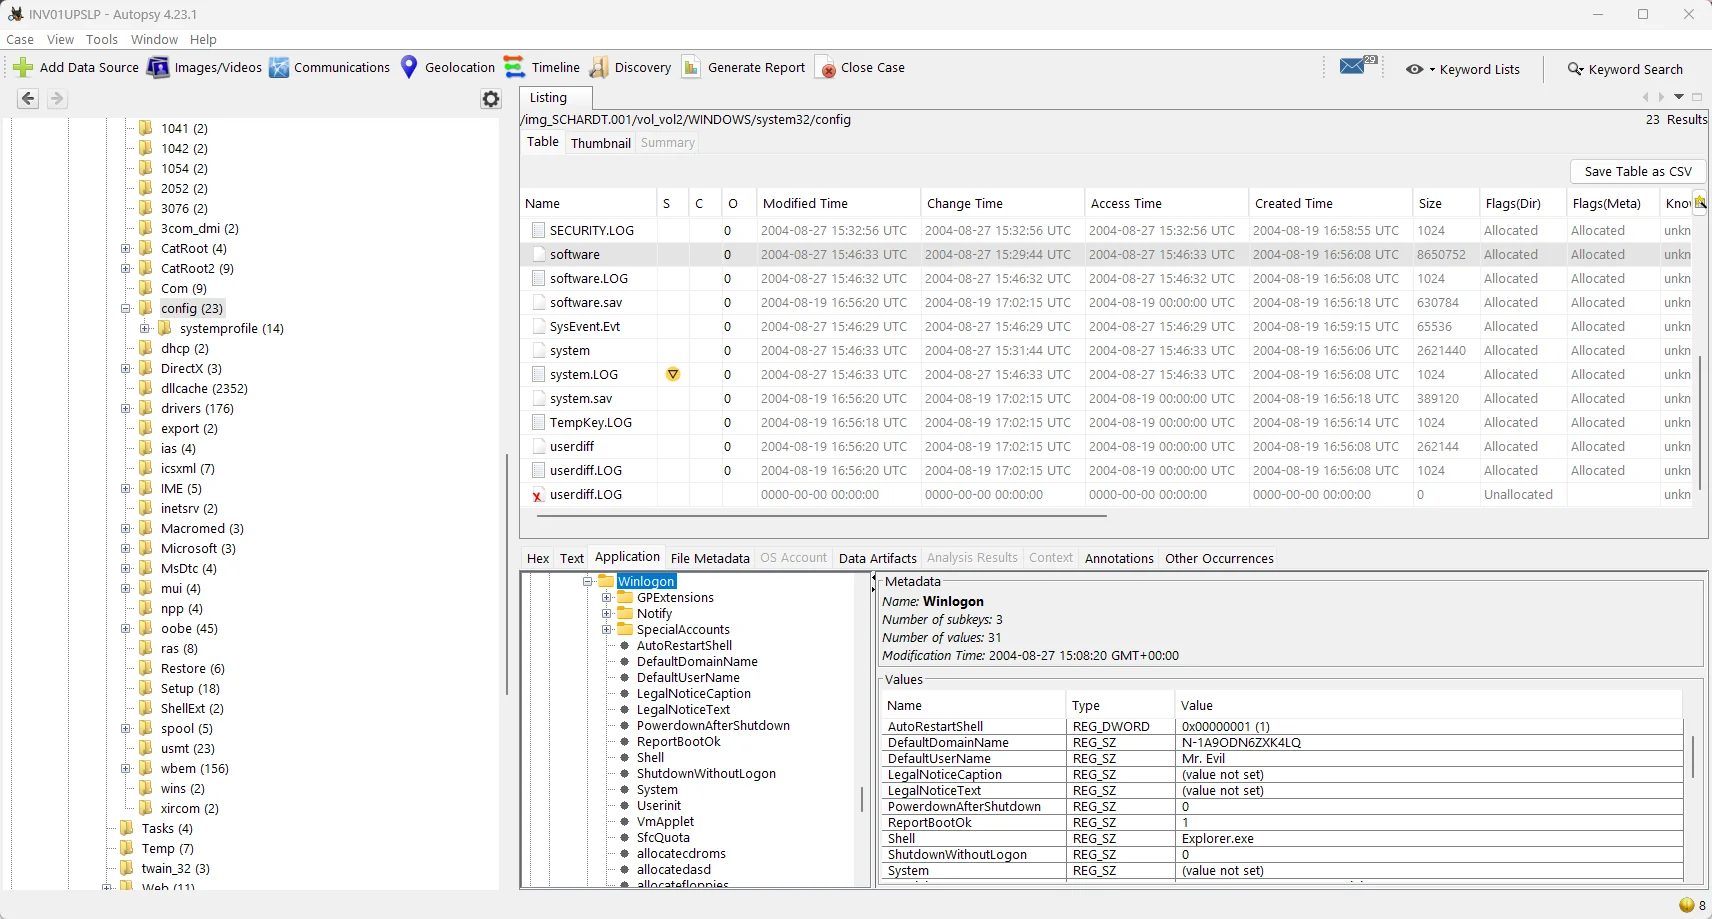 INV01UPSLP - Autopsy 4.23.1
Case View Tools Window Help
Add Data Source Images/Videos Communications Geolocation Timeline Discovery Generate Report Close Case 29 Keyword Lists Keyword Search
1041 (2)
1042 (2)
1054 (2)
2052 (2)
3076 (2)
3com_dmi (2)
CatRoot (4)
CatRoot2 (9)
Com (9)
config (23)
systemprofile (14)
dhcp (2)
DirectX (3)
dllcache (2352)
drivers (176)
export (2)
ias (4)
icsxml (7)
IME (5)
inetsrv (2)
Macromed (3)
Microsoft (3)
MsDtc (4)
mui (4)
npp (4)
oobe (45)
ras (8)
Restore (6)
Setup (18)
ShellExt (2)
spool (5)
usmt (23)
wbem (156)
wins (2)
xircom (2)
Tasks (4)
Temp (7)
twain_32 (3)
Web (11)
Listing
/img_SCHARDT.001/vol_vol2/WINDOWS/system32/config 23 Results
Table Thumbnail Summary
Save Table as CSV
Name S C O Modified Time Change Time Access Time Created Time Size Flags(Dir) Flags(Meta) Knov
SECURITY.LOG 0 2004-08-27 15:32:56 UTC 2004-08-27 15:32:56 UTC 2004-08-27 15:32:56 UTC 2004-08-19 16:58:55 UTC 1024 Allocated Allocated unkn
software 0 2004-08-27 15:46:33 UTC 2004-08-27 15:29:44 UTC 2004-08-27 15:46:33 UTC 2004-08-19 16:56:08 UTC 8650752 Allocated Allocated unkn
software.LOG 0 2004-08-27 15:46:33 UTC 2004-08-27 15:46:32 UTC 2004-08-27 15:46:33 UTC 2004-08-19 16:56:08 UTC 1024 Allocated Allocated unkn
software.sav 0 2004-08-19 16:56:20 UTC 2004-08-19 17:02:15 UTC 2004-08-19 00:00:00 UTC 2004-08-19 16:56:18 UTC 630784 Allocated Allocated unkn
SysEvent.Evt 0 2004-08-27 15:46:29 UTC 2004-08-27 15:46:29 UTC 2004-08-27 15:46:29 UTC 2004-08-19 16:59:15 UTC 65536 Allocated Allocated unkn
system 0 2004-08-27 15:46:33 UTC 2004-08-27 15:31:44 UTC 2004-08-27 15:46:33 UTC 2004-08-19 16:56:06 UTC 2621440 Allocated Allocated unkn
system.LOG 0 2004-08-27 15:46:33 UTC 2004-08-27 15:46:33 UTC 2004-08-27 15:46:33 UTC 2004-08-19 16:56:08 UTC 1024 Allocated Allocated unkn
system.sav 0 2004-08-19 16:56:20 UTC 2004-08-19 17:02:15 UTC 2004-08-19 00:00:00 UTC 2004-08-19 16:56:18 UTC 389120 Allocated Allocated unkn
TempKey.LOG 0 2004-08-19 16:56:18 UTC 2004-08-19 17:02:15 UTC 2004-08-19 00:00:00 UTC 2004-08-19 16:56:14 UTC 1024 Allocated Allocated unkn
userdiff 0 2004-08-19 16:56:20 UTC 2004-08-19 17:02:15 UTC 2004-08-19 00:00:00 UTC 2004-08-19 16:56:08 UTC 262144 Allocated Allocated unkn
userdiff.LOG 0 2004-08-19 16:56:20 UTC 2004-08-19 17:02:15 UTC 2004-08-19 00:00:00 UTC 2004-08-19 16:56:08 UTC 1024 Allocated Allocated unkn
userdiff.LOG 0000-00-00 00:00:00 0000-00-00 00:00:00 0000-00-00 00:00:00 0000-00-00 00:00:00 0 Unallocated unkn
Hex Text Application File Metadata OS Account Data Artifacts Analysis Results Context Annotations Other Occurrences
Winlogon
GPExtensions
Notify
SpecialAccounts
AutoRestartShell
DefaultDomainName
DefaultUserName
LegalNoticeCaption
LegalNoticeText
PowerdownAfterShutdown
ReportBootOk
Shell
ShutdownWithoutLogon
System
Userinit
VmApplet
SfcQuota
allocatecdroms
allocatedasd
allocatefloppies
Metadata
Name: Winlogon
Number of subkeys: 3
Number of values: 31
Modification Time: 2004-08-27 15:08:20 GMT+00:00
Values
Name Type Value
AutoRestartShell REG_DWORD 0x00000001 (1)
DefaultDomainName REG_SZ N-1A9ODN6ZXK4LQ
DefaultUserName REG_SZ Mr. Evil
LegalNoticeCaption REG_SZ (value not set)
LegalNoticeText REG_SZ (value not set)
PowerdownAfterShutdown REG_SZ 0
ReportBootOk REG_SZ 1
Shell REG_SZ Explorer.exe
ShutdownWithoutLogon REG_SZ 0
System REG_SZ (value not set)
8